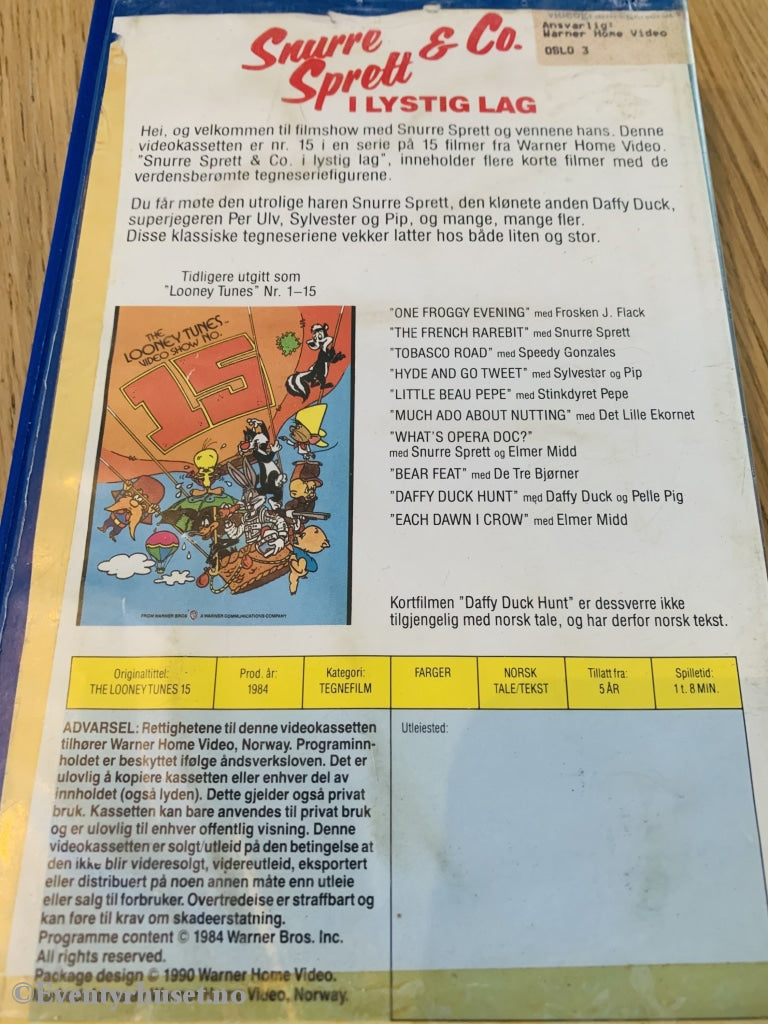 Ansvarlig:
Warner Home Video
OSLO 3
Snurre
Sprett
& Co.
I LYSTIG LAG
Hei, og velkommen til filmshow med Snurre Sprett og vennene hans. Denne
videokassetten er nr. 15 i en serie på 15 filmer fra Warner Home Video.
"Snurre Sprett & Co. i lystig lag", inneholder flere korte filmer med de
verdensberømte tegneseriefigurene.
Du får møte den utrolige haren Snurre Sprett, den klønete anden Daffy Duck,
superjegeren Per Ulv, Sylvester og Pip, og mange, mange fler.
Disse klassiske tegneseriene vekker latter hos både liten og stor.
Tidligere utgitt som
"Looney Tunes" Nr. 1–15
THE
LOONEY TUNES
VIDEO SHOW NO.
15
FROM WARNER BROS
A WARNER COMMUNICATIONS COMPANY
"ONE FROGGY EVENING" med Frosken J. Flack
"THE FRENCH RAREBIT" med Snurre Sprett
"TOBASCO ROAD" med Speedy Gonzales
"HYDE AND GO TWEET" med Sylvester og Pip
"LITTLE BEAU PEPE" med Stinkdyret Pepe
"MUCH ADO ABOUT NUTTING" med Det Lille Ekornet
"WHAT'S OPERA DOC?"
med Snurre Sprett og Elmer Midd
"BEAR FEAT" med De Tre Bjørner
"DAFFY DUCK HUNT" med Daffy Duck og Pelle Pig
"EACH DAWN I CROW" med Elmer Midd
Kortfilmen "Daffy Duck Hunt" er dessverre ikke
tilgjengelig med norsk tale, og har derfor norsk tekst.
Originaltittel:
THE LOONEY TUNES 15
Prod. år:
1984
Kategori:
TEGNEFILM
FARGER
NORSK
TALE/TEKST
Tillatt fra:
5 ÅR
Spilletid:
1 t. 8 MIN.
ADVARSEL: Rettighetene til denne videokassetten
tilhører Warner Home Video, Norway. Programinn-
holdet er beskyttet ifølge åndsverksloven. Det er
ulovlig å kopiere kassetten eller enhver del av
innholdet (også lyden). Dette gjelder også privat
bruk. Kassetten kan bare anvendes til privat bruk
og er ulovlig til enhver offentlig visning. Denne
videokassetten er solgt/utleid på den betingelse at
den ikke blir videresolgt, videreutleid, eksportert
eller distribuert på noen annen måte enn utleie
eller salg til forbruker. Overtredelse er straffbart og
kan føre til krav om skadeerstatning.
Programme content © 1984 Warner Bros. Inc.
All rights reserved.
Package design © 1990 Warner Home Video.
Video, Norway.
Utleiested:
© Eventyrhuset.no